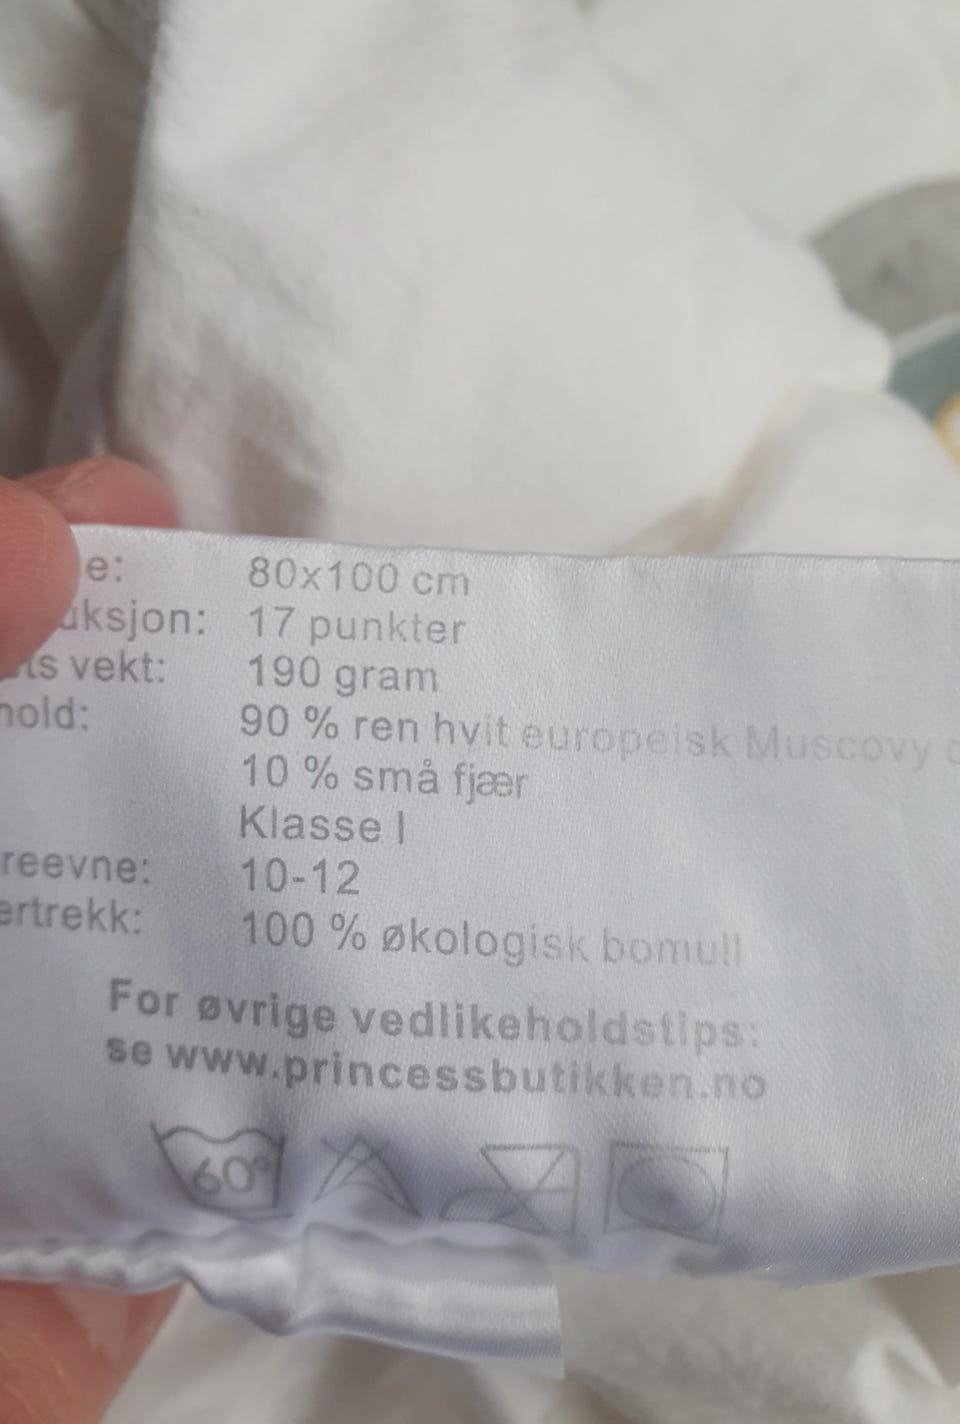 e: 80x100 cm
uksjon: 17 punkter
ts vekt: 190 gram
hold: 90 % ren hvit europeisk Muscovy d
10 % små fjær
Klasse I
reevne: 10-12
ertrekk: 100 % økologisk bomull
For øvrige vedlikeholdstips:
se www.princessbutikken.no
60°